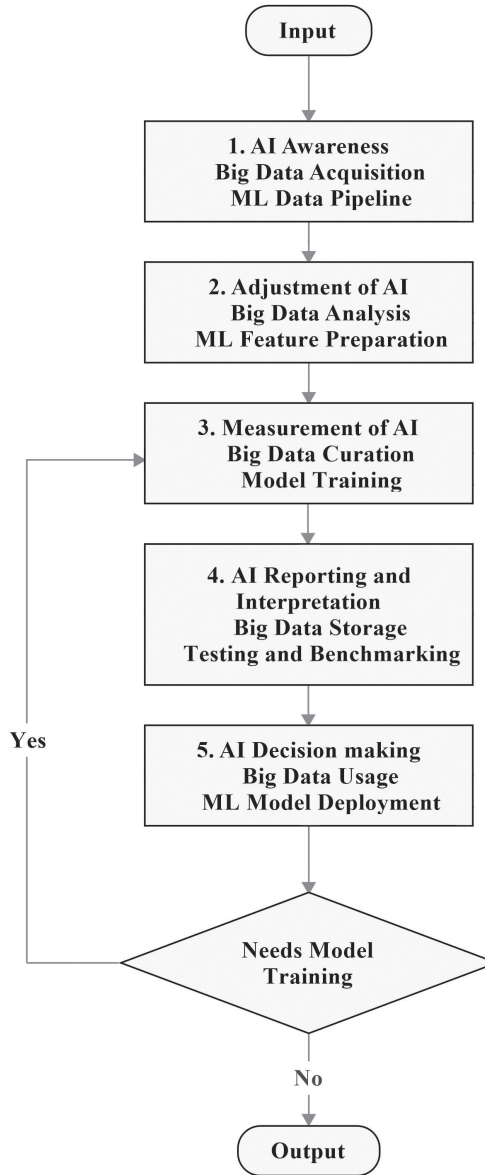 Input
1. AI Awareness
Big Data Acquisition
ML Data Pipeline
2. Adjustment of AI
Big Data Analysis
ML Feature Preparation
3. Measurement of AI
Big Data Curation
Model Training
4. AI Reporting and
Interpretation
Big Data Storage
Testing and Benchmarking
Yes
5. AI Decision making
Big Data Usage
ML Model Deployment
Needs Model
Training
No
Output